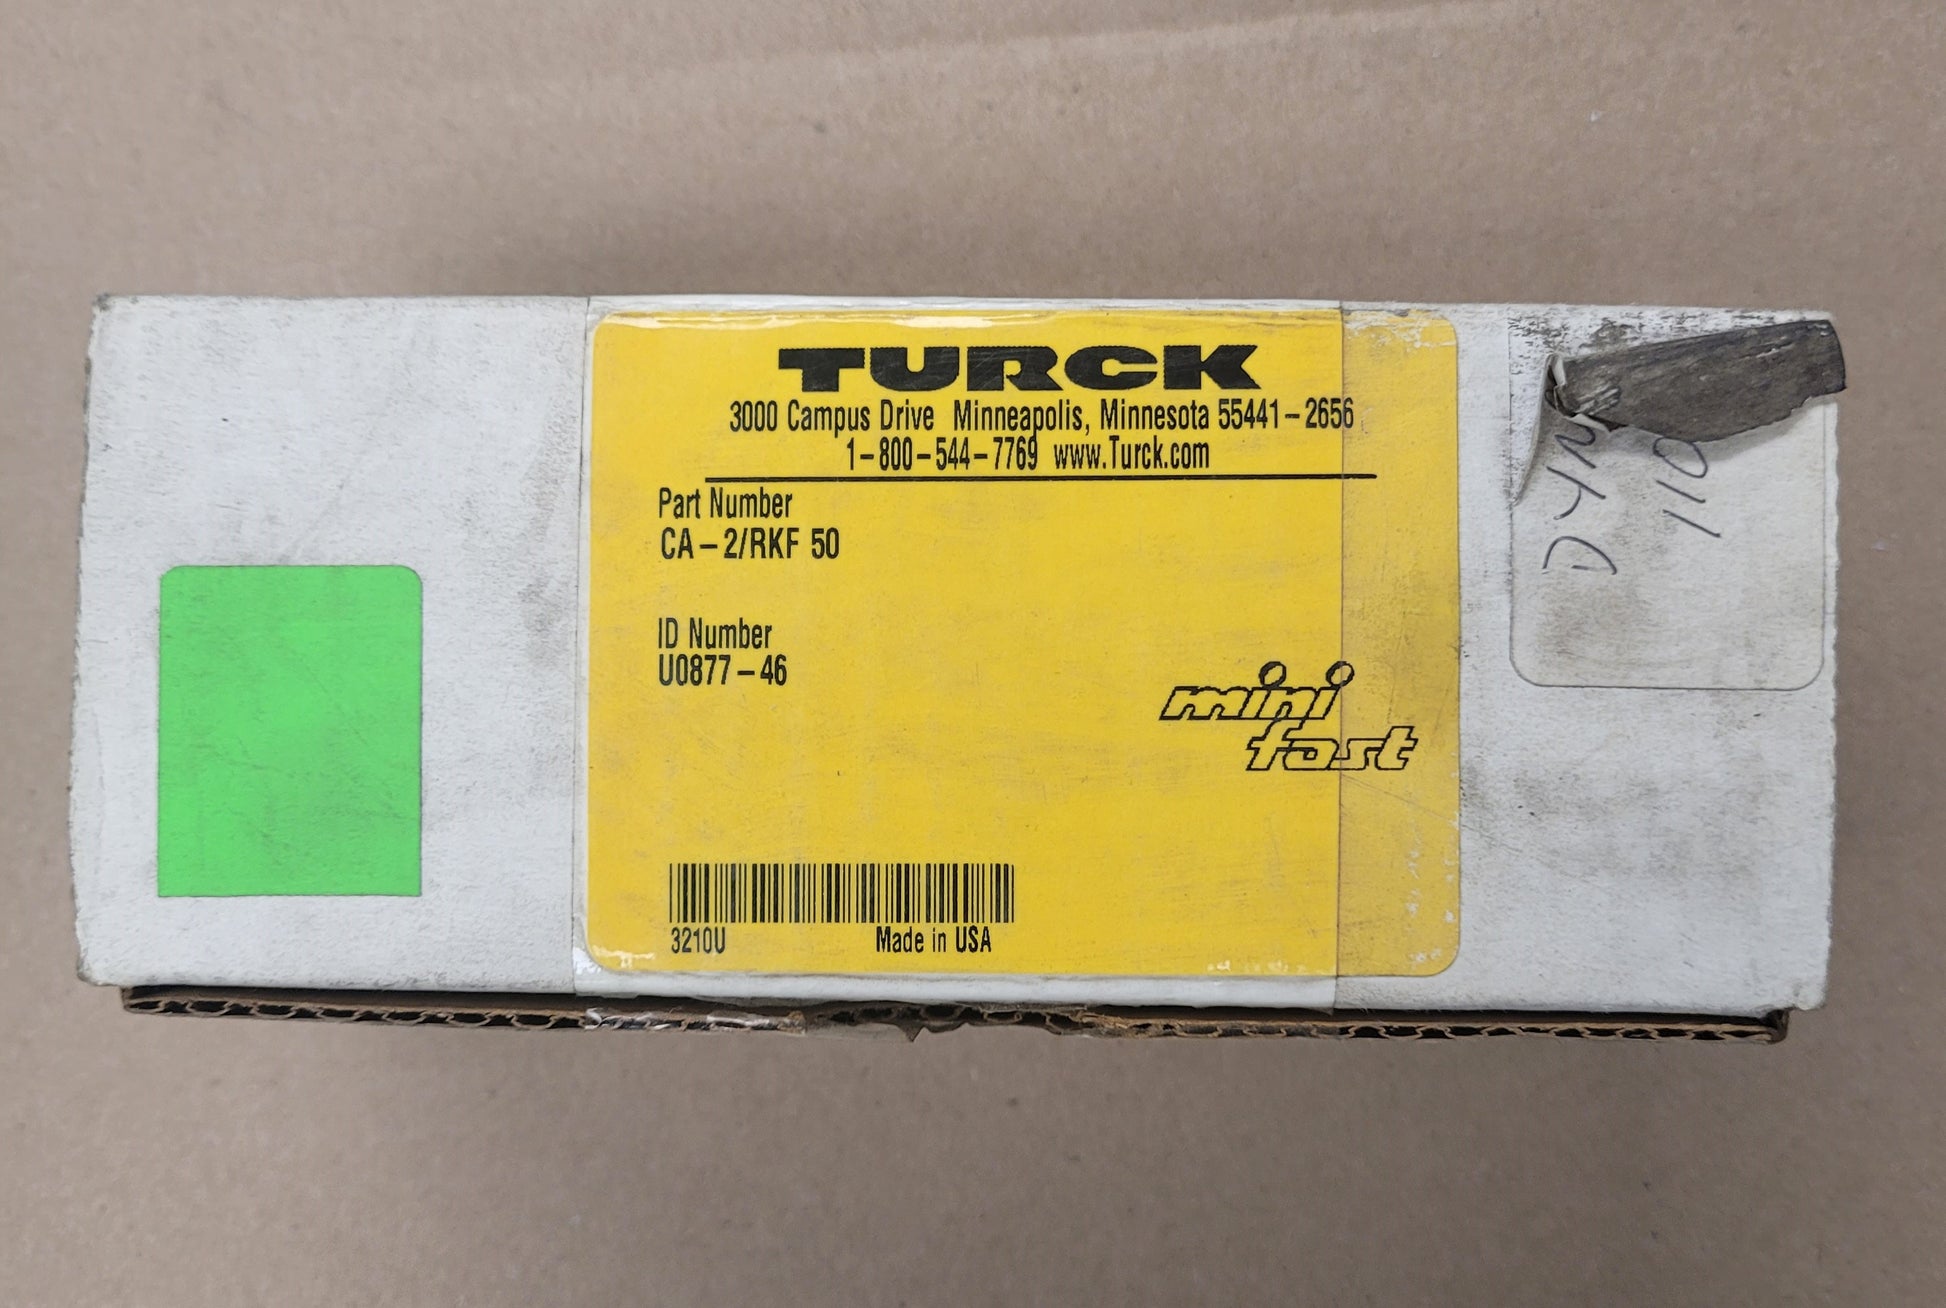 TURCK
3000 Campus Drive Minneapolis, Minnesota 55441-2656
1-800-544-7769 www.Turck.com
Part Number
CA-2/RKF 50
ID Number
U0877-46
mini
fast
3210U Made in USA
110